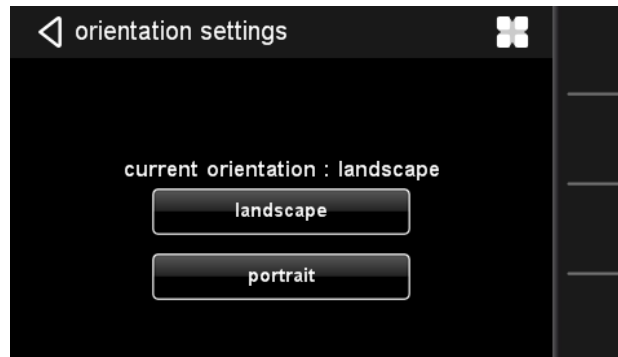 orientation settings
current orientation : landscape
landscape
portrait